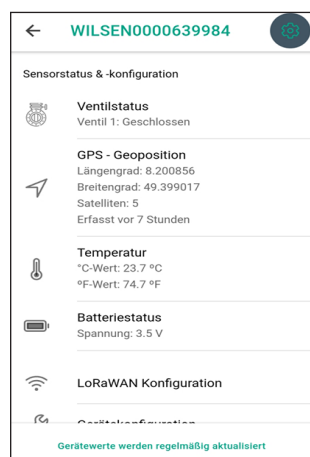 WILSEN0000639984
Sensorstatus & -konfiguration
Ventilstatus
Ventil 1: Geschlossen
GPS - Geoposition
Längengrad: 8.200856
Breitengrad: 49.399017
Satelliten: 5
Erfasst vor 7 Stunden
Temperatur
°C-Wert: 23.7 ºC
ºF-Wert: 74.7 ºF
Batteriestatus
Spannung: 3.5 V
LoRaWAN Konfiguration
Gerätekonfiguration
Gerätewerte werden regelmäßig aktualisiert